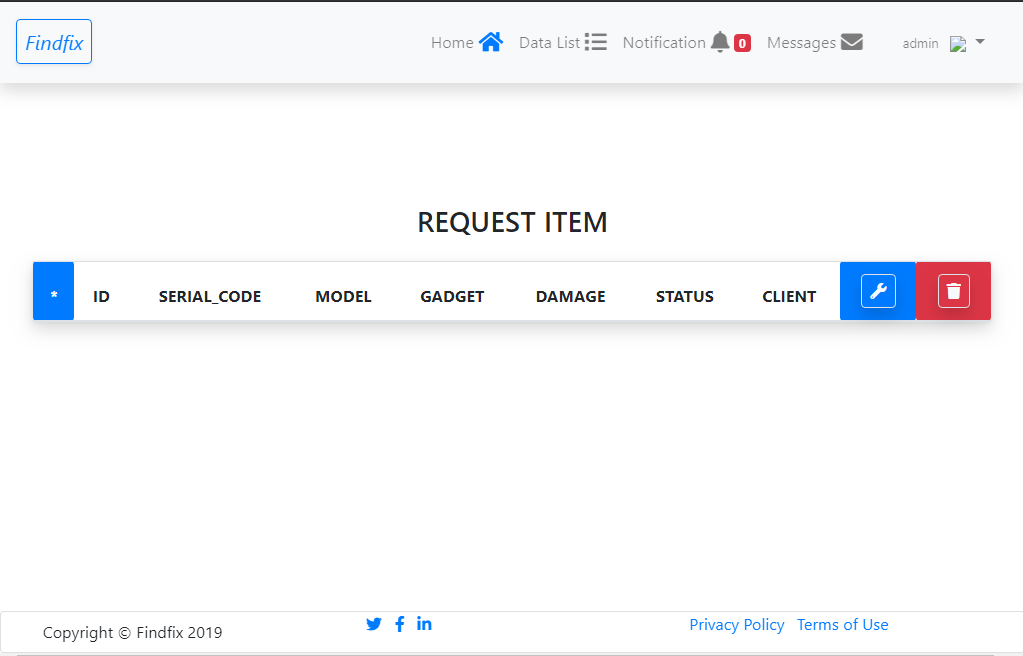 Findfix
Home Data List Notification 0 Messages admin
REQUEST ITEM
* ID SERIAL_CODE MODEL GADGET DAMAGE STATUS CLIENT
Copyright © Findfix 2019
Privacy Policy Terms of Use